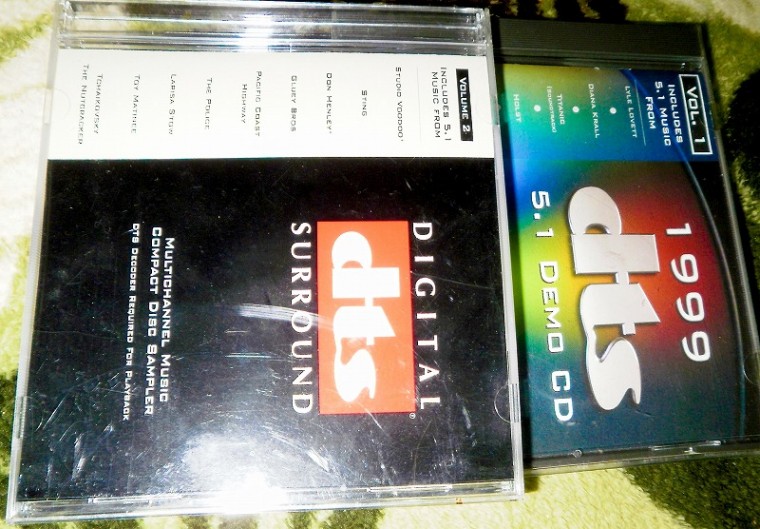 VOLUME 2
INCLUDES 5.1
MUSIC FROM
STUDIO VOODOO*
STING
DON HENLEY*
GLUEY BROS
PACIFIC COAST
HIGHWAY
THE POLICE
LARISA STOW
TOY MATINEE
TCHAIKOVSKY
THE NUTCRACKER
DIGITAL
dts
®
SURROUND
MULTICHANNEL MUSIC
COMPACT DISC SAMPLER
DTS DECODER REQUIRED FOR PLAYBACK
VOL. 1
INCLUDES
5.1 MUSIC
FROM
LYLE LOVETT
DIANA KRALL
TITANIC
(SOUNDTRACK)
HOLST
1999
dts
5.1 DEMO CD